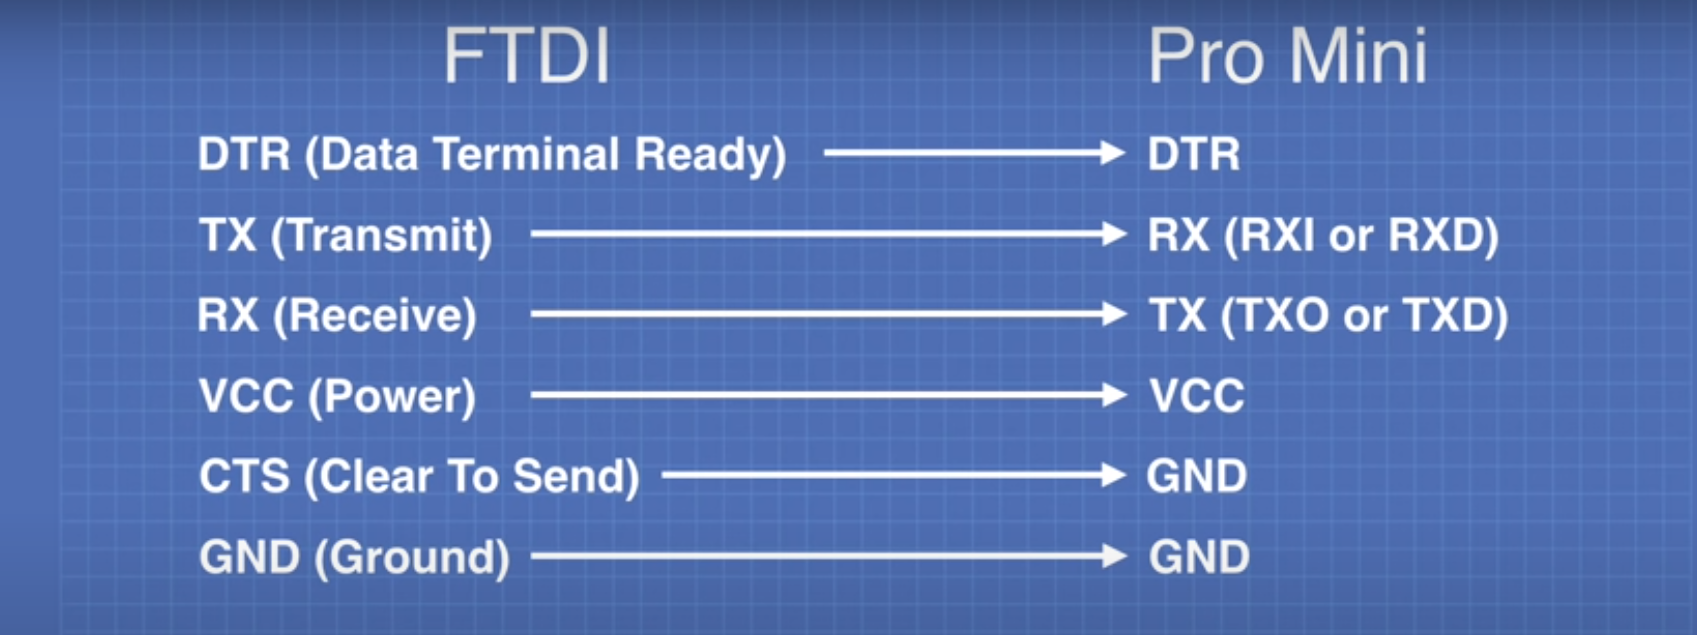 FTDI Pro Mini
DTR (Data Terminal Ready) DTR
TX (Transmit) RX (RXI or RXD)
RX (Receive) TX (TXO or TXD)
VCC (Power) VCC
CTS (Clear To Send) GND
GND (Ground) GND